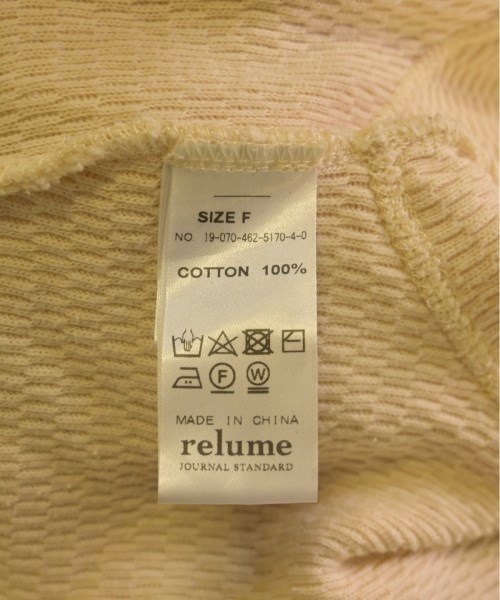 SIZE F
NO. 19-070-462-5170-4-0
COTTON 100%
F W
MADE IN CHINA
relume
JOURNAL STANDARD